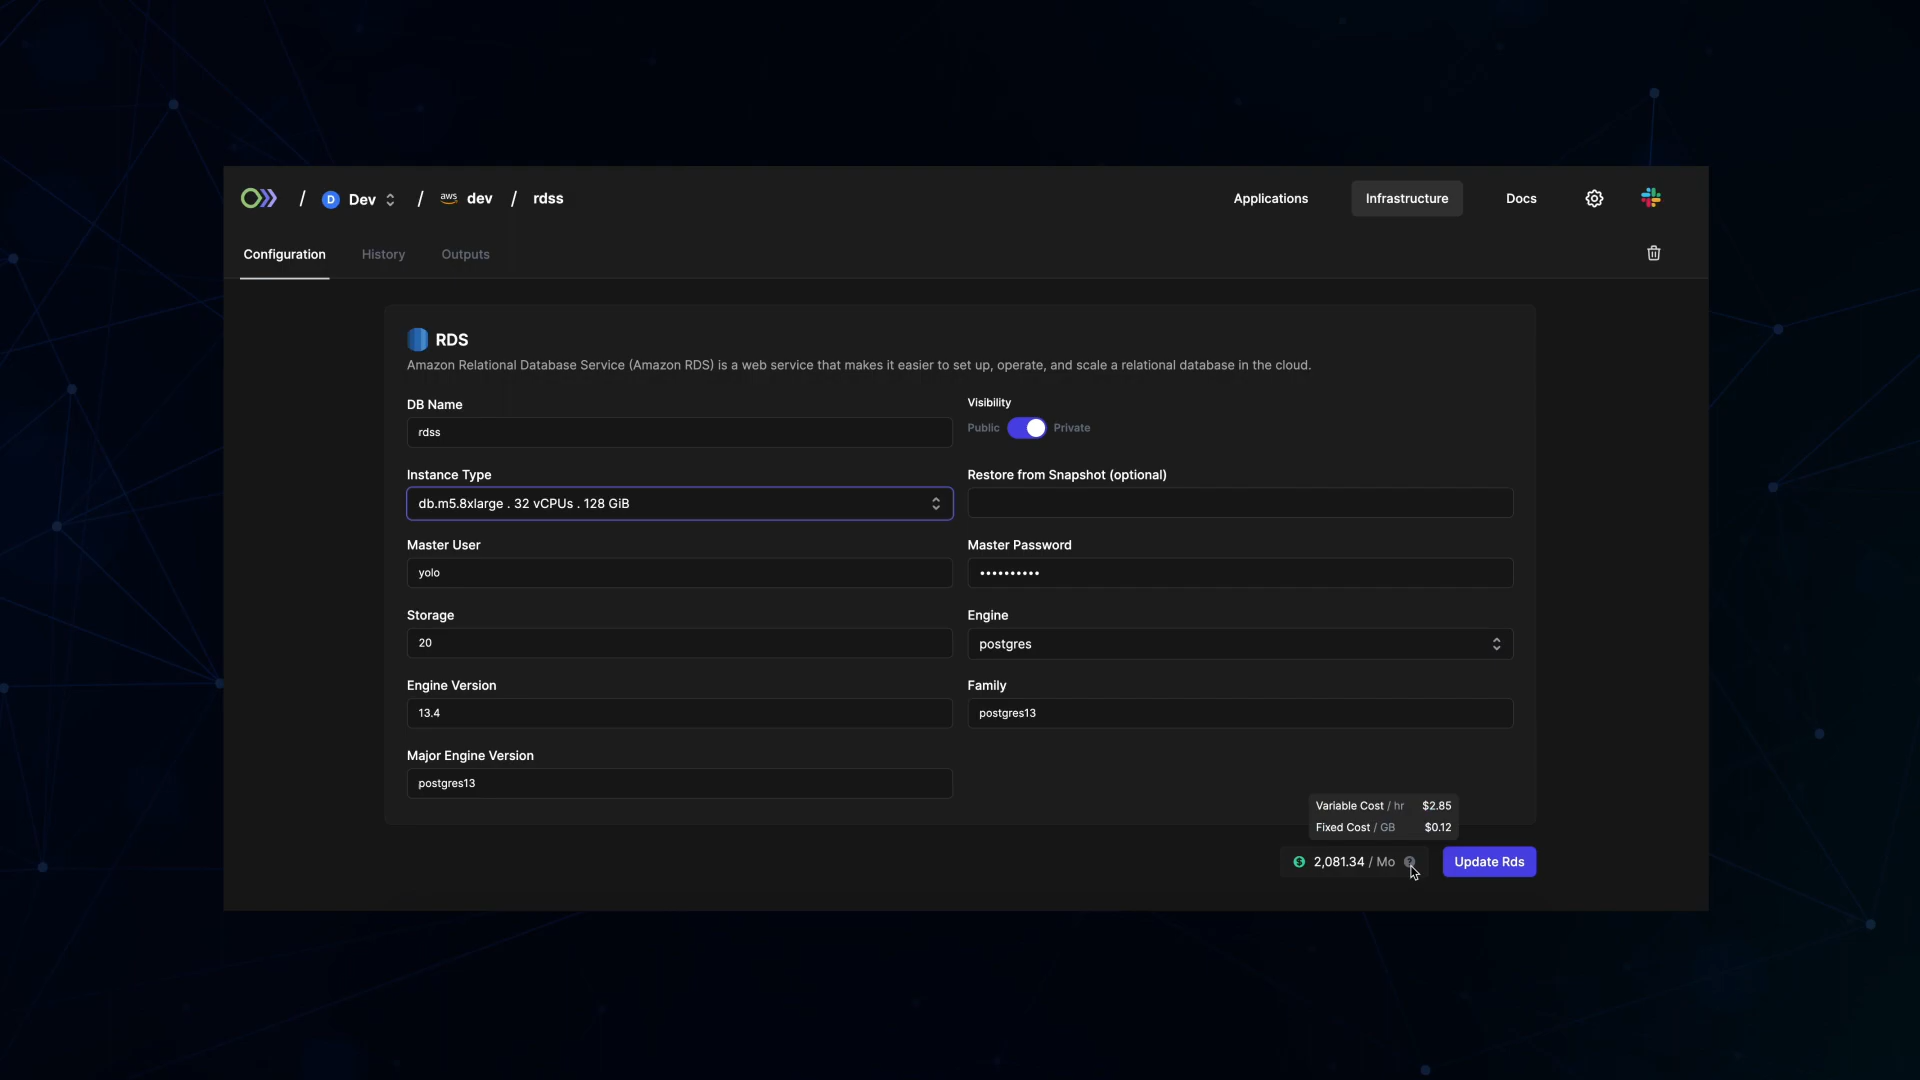 / D Dev / aws dev / rdss
Applications
Infrastructure
Docs
Configuration
History
Outputs
RDS
Amazon Relational Database Service (Amazon RDS) is a web service that makes it easier to set up, operate, and scale a relational database in the cloud.
DB Name
rdss
Visibility
Public
Private
Instance Type
db.m5.8xlarge . 32 vCPUs . 128 GiB
Restore from Snapshot (optional)
Master User
yolo
Master Password
••••••••••
Storage
20
Engine
postgres
Engine Version
13.4
Family
postgres13
Major Engine Version
postgres13
Variable Cost / hr $2.85
Fixed Cost / GB $0.12
$ 2,081.34 / Mo ?
Update Rds